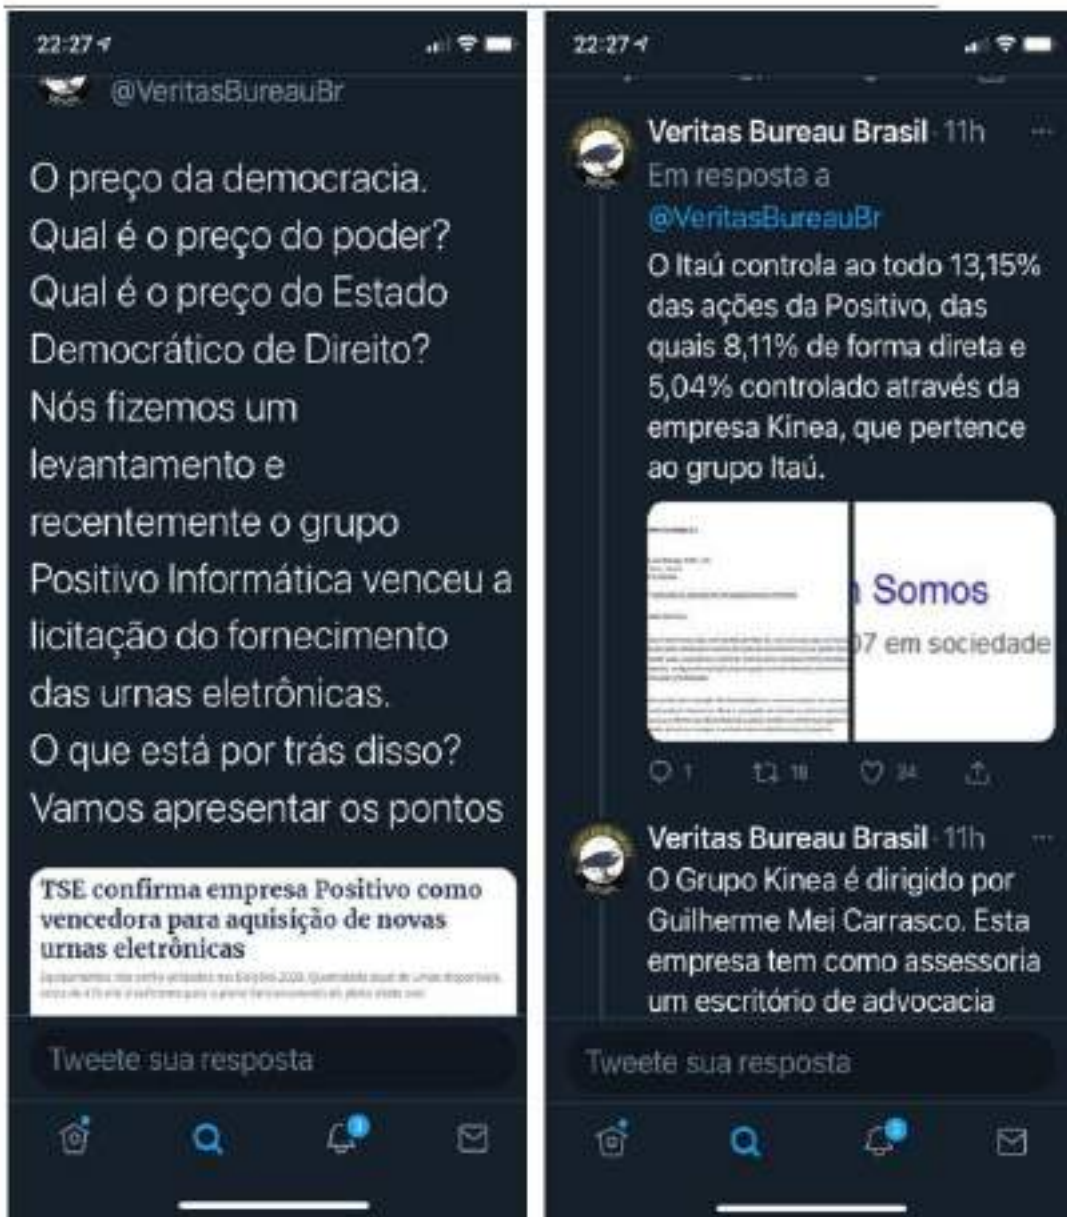 22:27
@VeritasBureauBr
O preço da democracia.
Qual é o preço do poder?
Qual é o preço do Estado
Democrático de Direito?
Nós fizemos um
levantamento e
recentemente o grupo
Positivo Informática venceu a
licitação do fornecimento
das urnas eletrônicas.
O que está por trás disso?
Vamos apresentar os pontos
TSE confirma empresa Positivo como
vencedora para aquisição de novas
urnas eletrônicas
Tweete sua resposta
22:27
Veritas Bureau Brasil · 11h
Em resposta a
@VeritasBureauBr
O Itaú controla ao todo 13,15%
das ações da Positivo, das
quais 8,11% de forma direta e
5,04% controlado através da
empresa Kinea, que pertence
ao grupo Itaú.
Somos
07 em sociedade
1 18 34
Veritas Bureau Brasil · 11h
O Grupo Kinea é dirigido por
Guilherme Mei Carrasco. Esta
empresa tem como assessoria
um escritório de advocacia
Tweete sua resposta